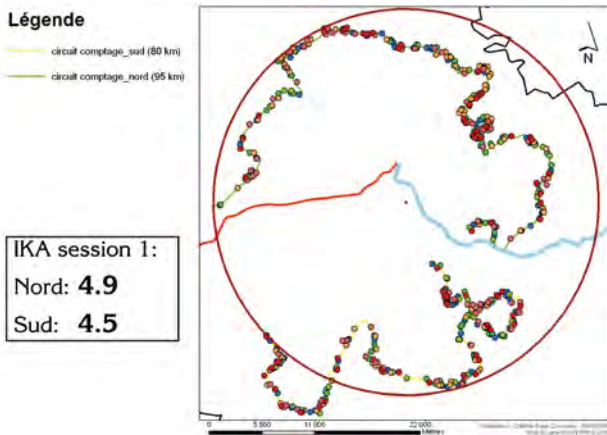 Légende
circuit comptage_sud (80 km)
circuit comptage_nord (95 km)
N
IKA session 1:
Nord: 4.9
Sud: 4.5
0 5 500 11 000 22 000
Mètres